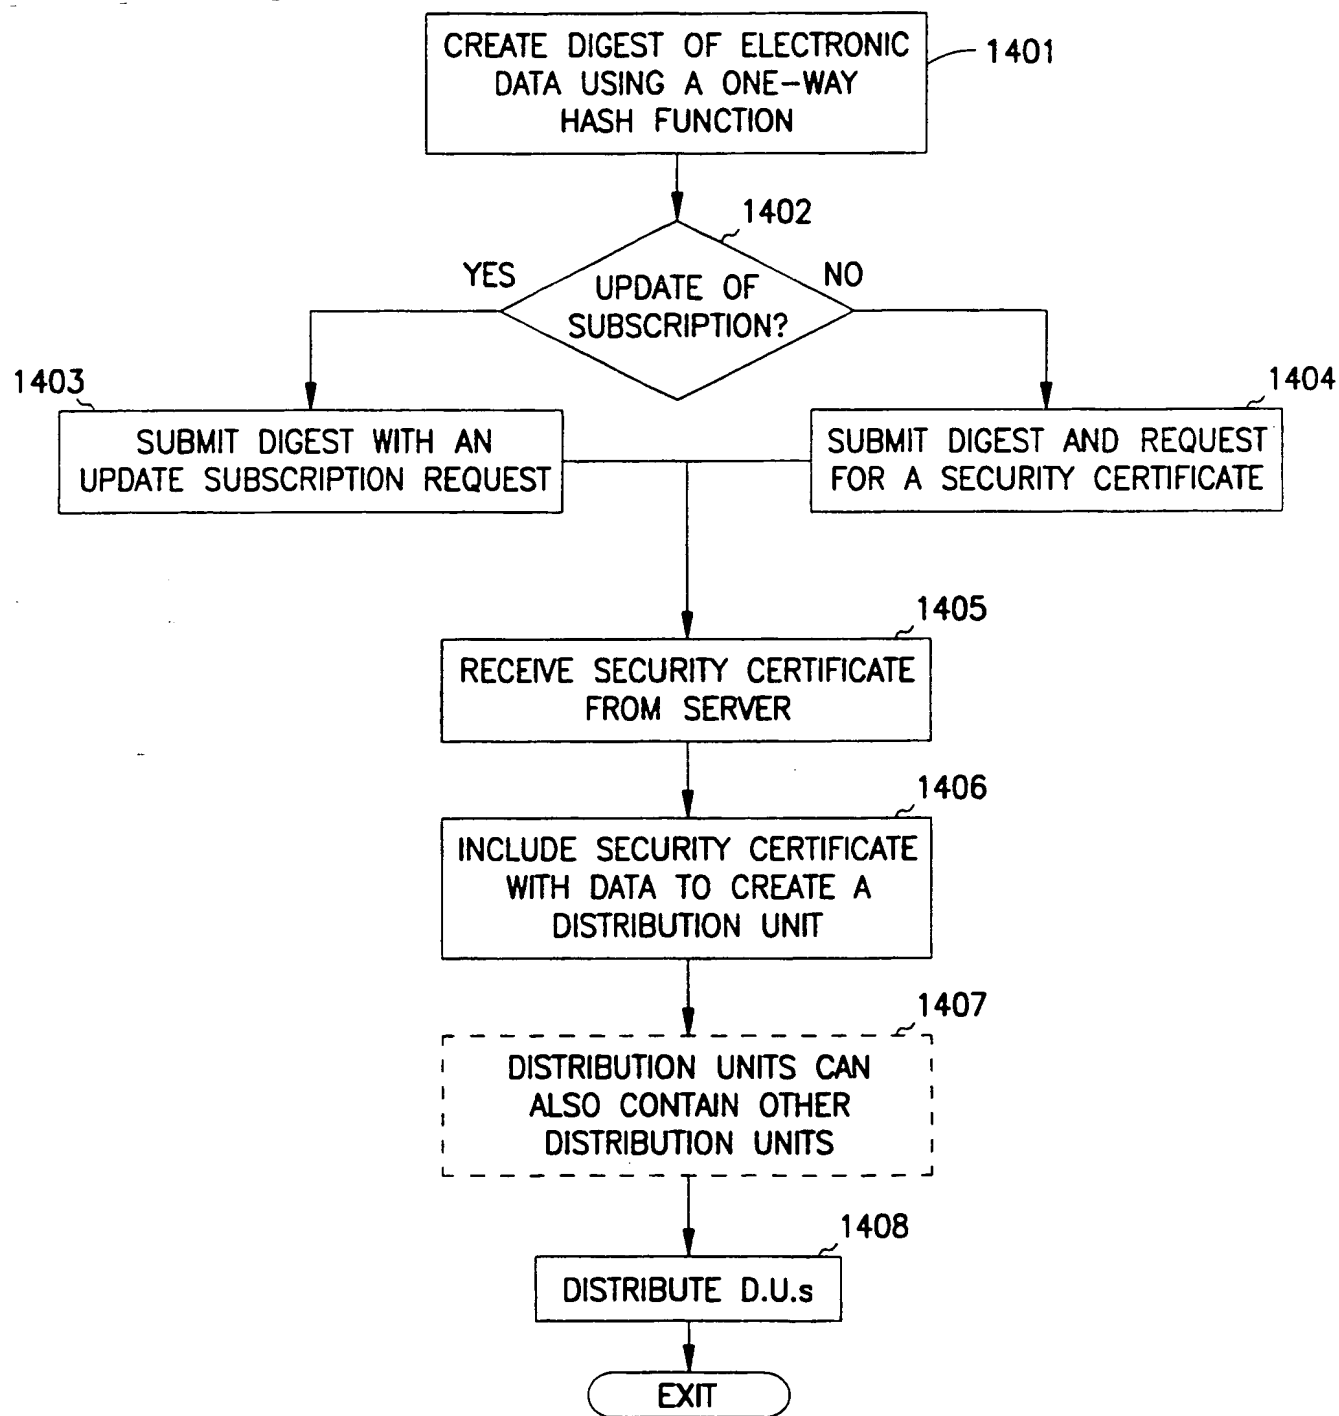 CREATE DIGEST OF ELECTRONIC
DATA USING A ONE-WAY
HASH FUNCTION
1401
1402
YES
NO
UPDATE OF
SUBSCRIPTION?
1403
1404
SUBMIT DIGEST WITH AN
UPDATE SUBSCRIPTION REQUEST
SUBMIT DIGEST AND REQUEST
FOR A SECURITY CERTIFICATE
1405
RECEIVE SECURITY CERTIFICATE
FROM SERVER
1406
INCLUDE SECURITY CERTIFICATE
WITH DATA TO CREATE A
DISTRIBUTION UNIT
1407
DISTRIBUTION UNITS CAN
ALSO CONTAIN OTHER
DISTRIBUTION UNITS
1408
DISTRIBUTE D.U.s
EXIT